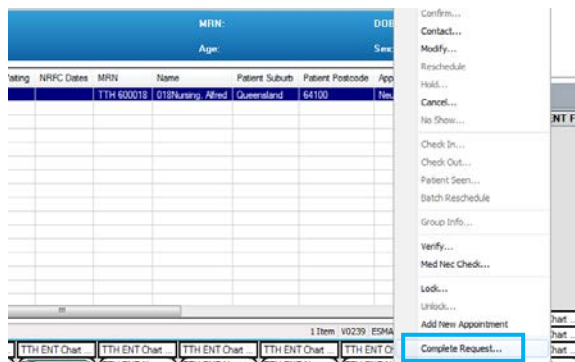 MRN:
DOB
Age:
Sex:
Waiting NRFC Dates MRN Name Patient Suburb Patient Postcode App
TTH 600018 018Nursing, Alfred Queensland 64100 Neu
Confirm...
Contact...
Modify...
Reschedule
Hold...
Cancel...
No Show...
Check In...
Check Out...
Patient Seen...
Batch Reschedule
Group Info...
Verify...
Med Nec Check...
Lock...
Unlock...
Add New Appointment
Complete Request...
ENT F
1 Item V0239 ESMA
TTH ENT Chart ... TTH ENT Chart ... TTH ENT Chart ... TTH ENT Chart ... TTH ENT C
hart ...
hart ...
hart ...